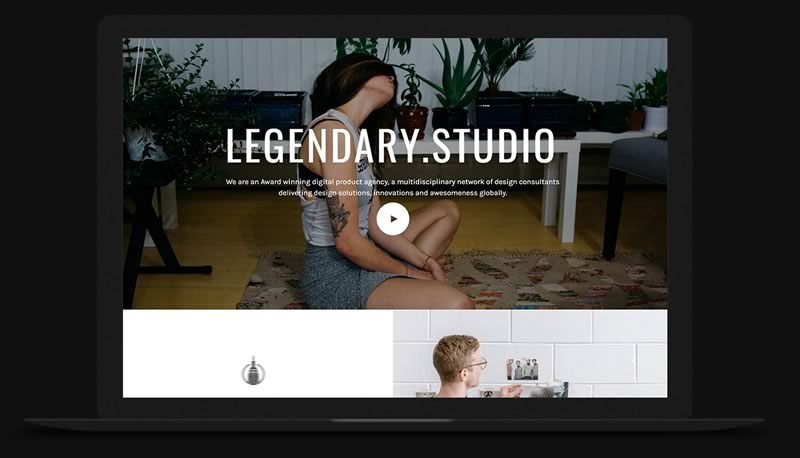 LEGENDARY.STUDIO
We are an Award winning digital product agency, a multidisciplinary network of design consultants
delivering design solutions, innovations and awesomeness globally.